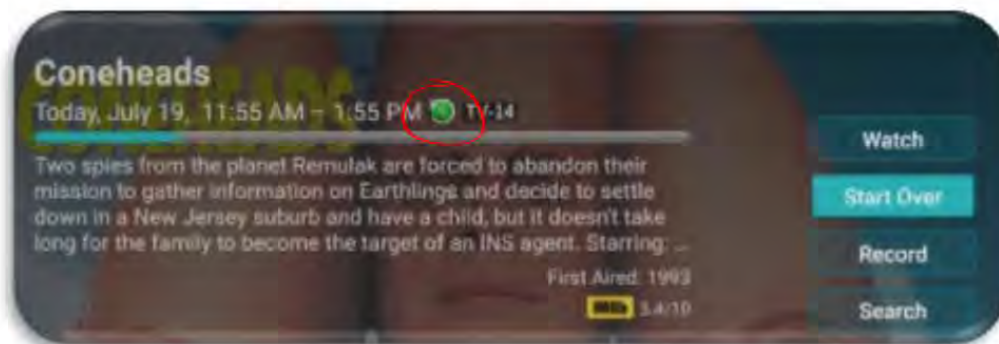 Coneheads
Today, July 19, 11:55 AM – 1:55 PM TV-14
Two spies from the planet Remulak are forced to abandon their
mission to gather information on Earthlings and decide to settle
down in a New Jersey suburb and have a child, but it doesn't take
long for the family to become the target of an INS agent. Starring: ...
First Aired: 1993
5.4/10
Watch
Start Over
Record
Search